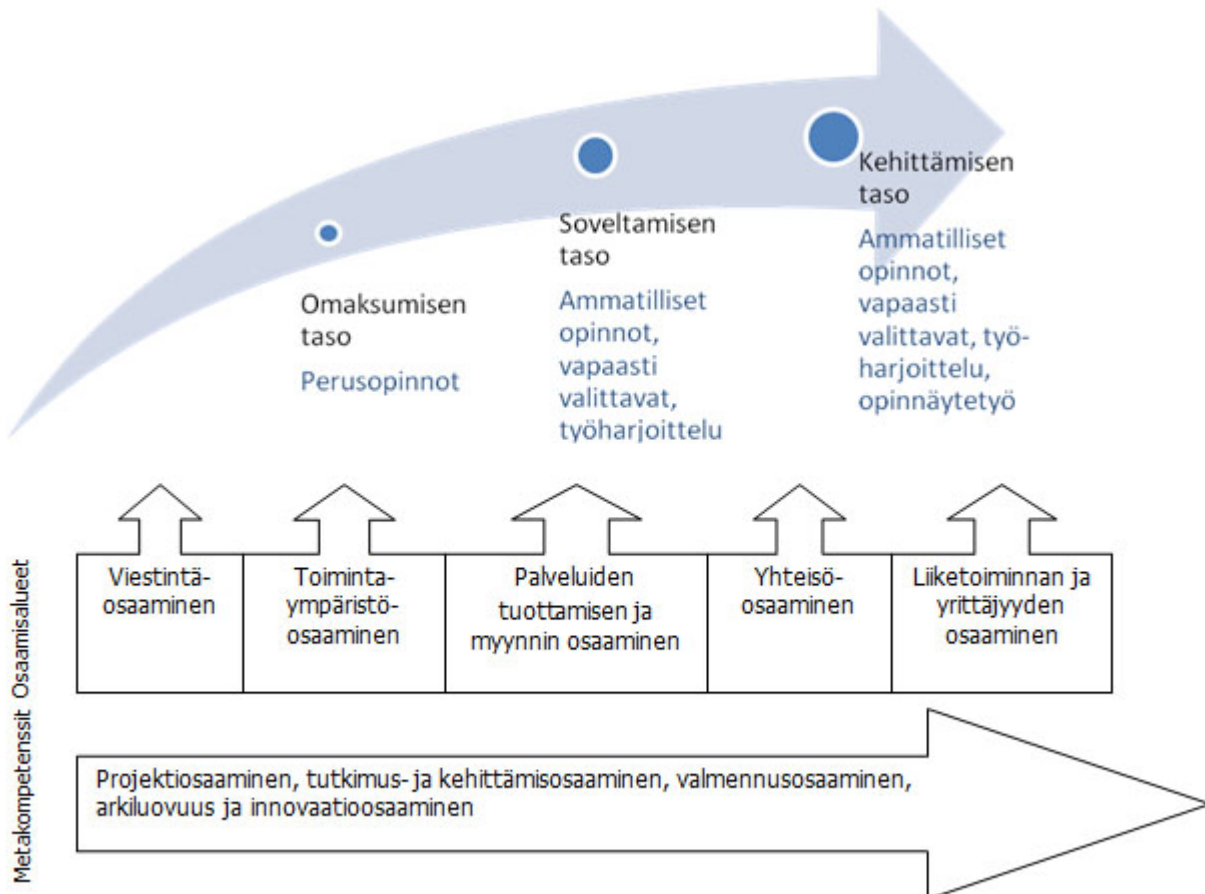 Omaksumisen
taso
Perusopinnot
Soveltamisen
taso
Ammatilliset
opinnot,
vapaasti
valittavat,
työharjoittelu
Kehittämisen
taso
Ammatilliset
opinnot,
vapaasti
valittavat, työ-
harjoittelu,
opinnäytetyö
Osaamisalueet
Viestintä-
osaaminen
Toiminta-
ympäristö-
osaaminen
Palveluiden
tuottamisen ja
myynnin osaaminen
Yhteisö-
osaaminen
Liiketoiminnan ja
yrittäjyyden
osaaminen
Metakompetenssit
Projektiosaaminen, tutkimus- ja kehittämisosaaminen, valmennusosaaminen,
arkiluovuus ja innovaatioosaaminen